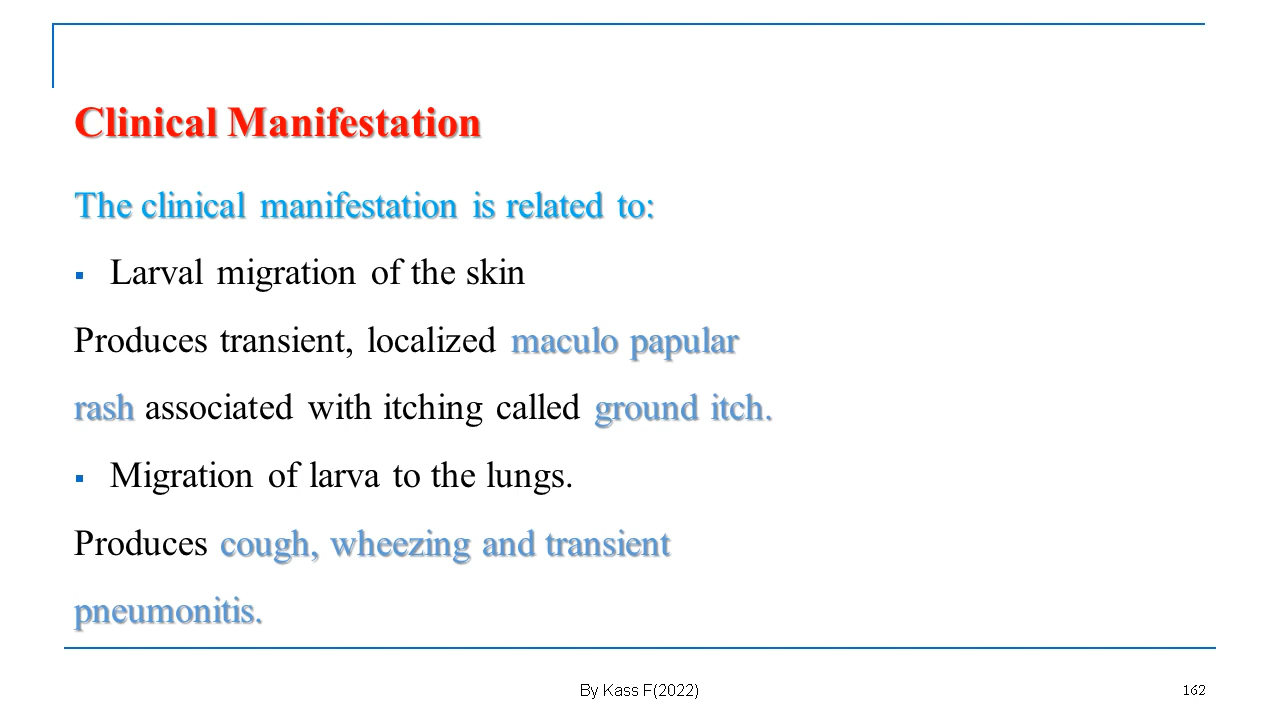 Clinical Manifestation
The clinical manifestation is related to:
▪ Larval migration of the skin
Produces transient, localized maculo papular
rash associated with itching called ground itch.
▪ Migration of larva to the lungs.
Produces cough, wheezing and transient
pneumonitis.
By Kass F(2022)
162